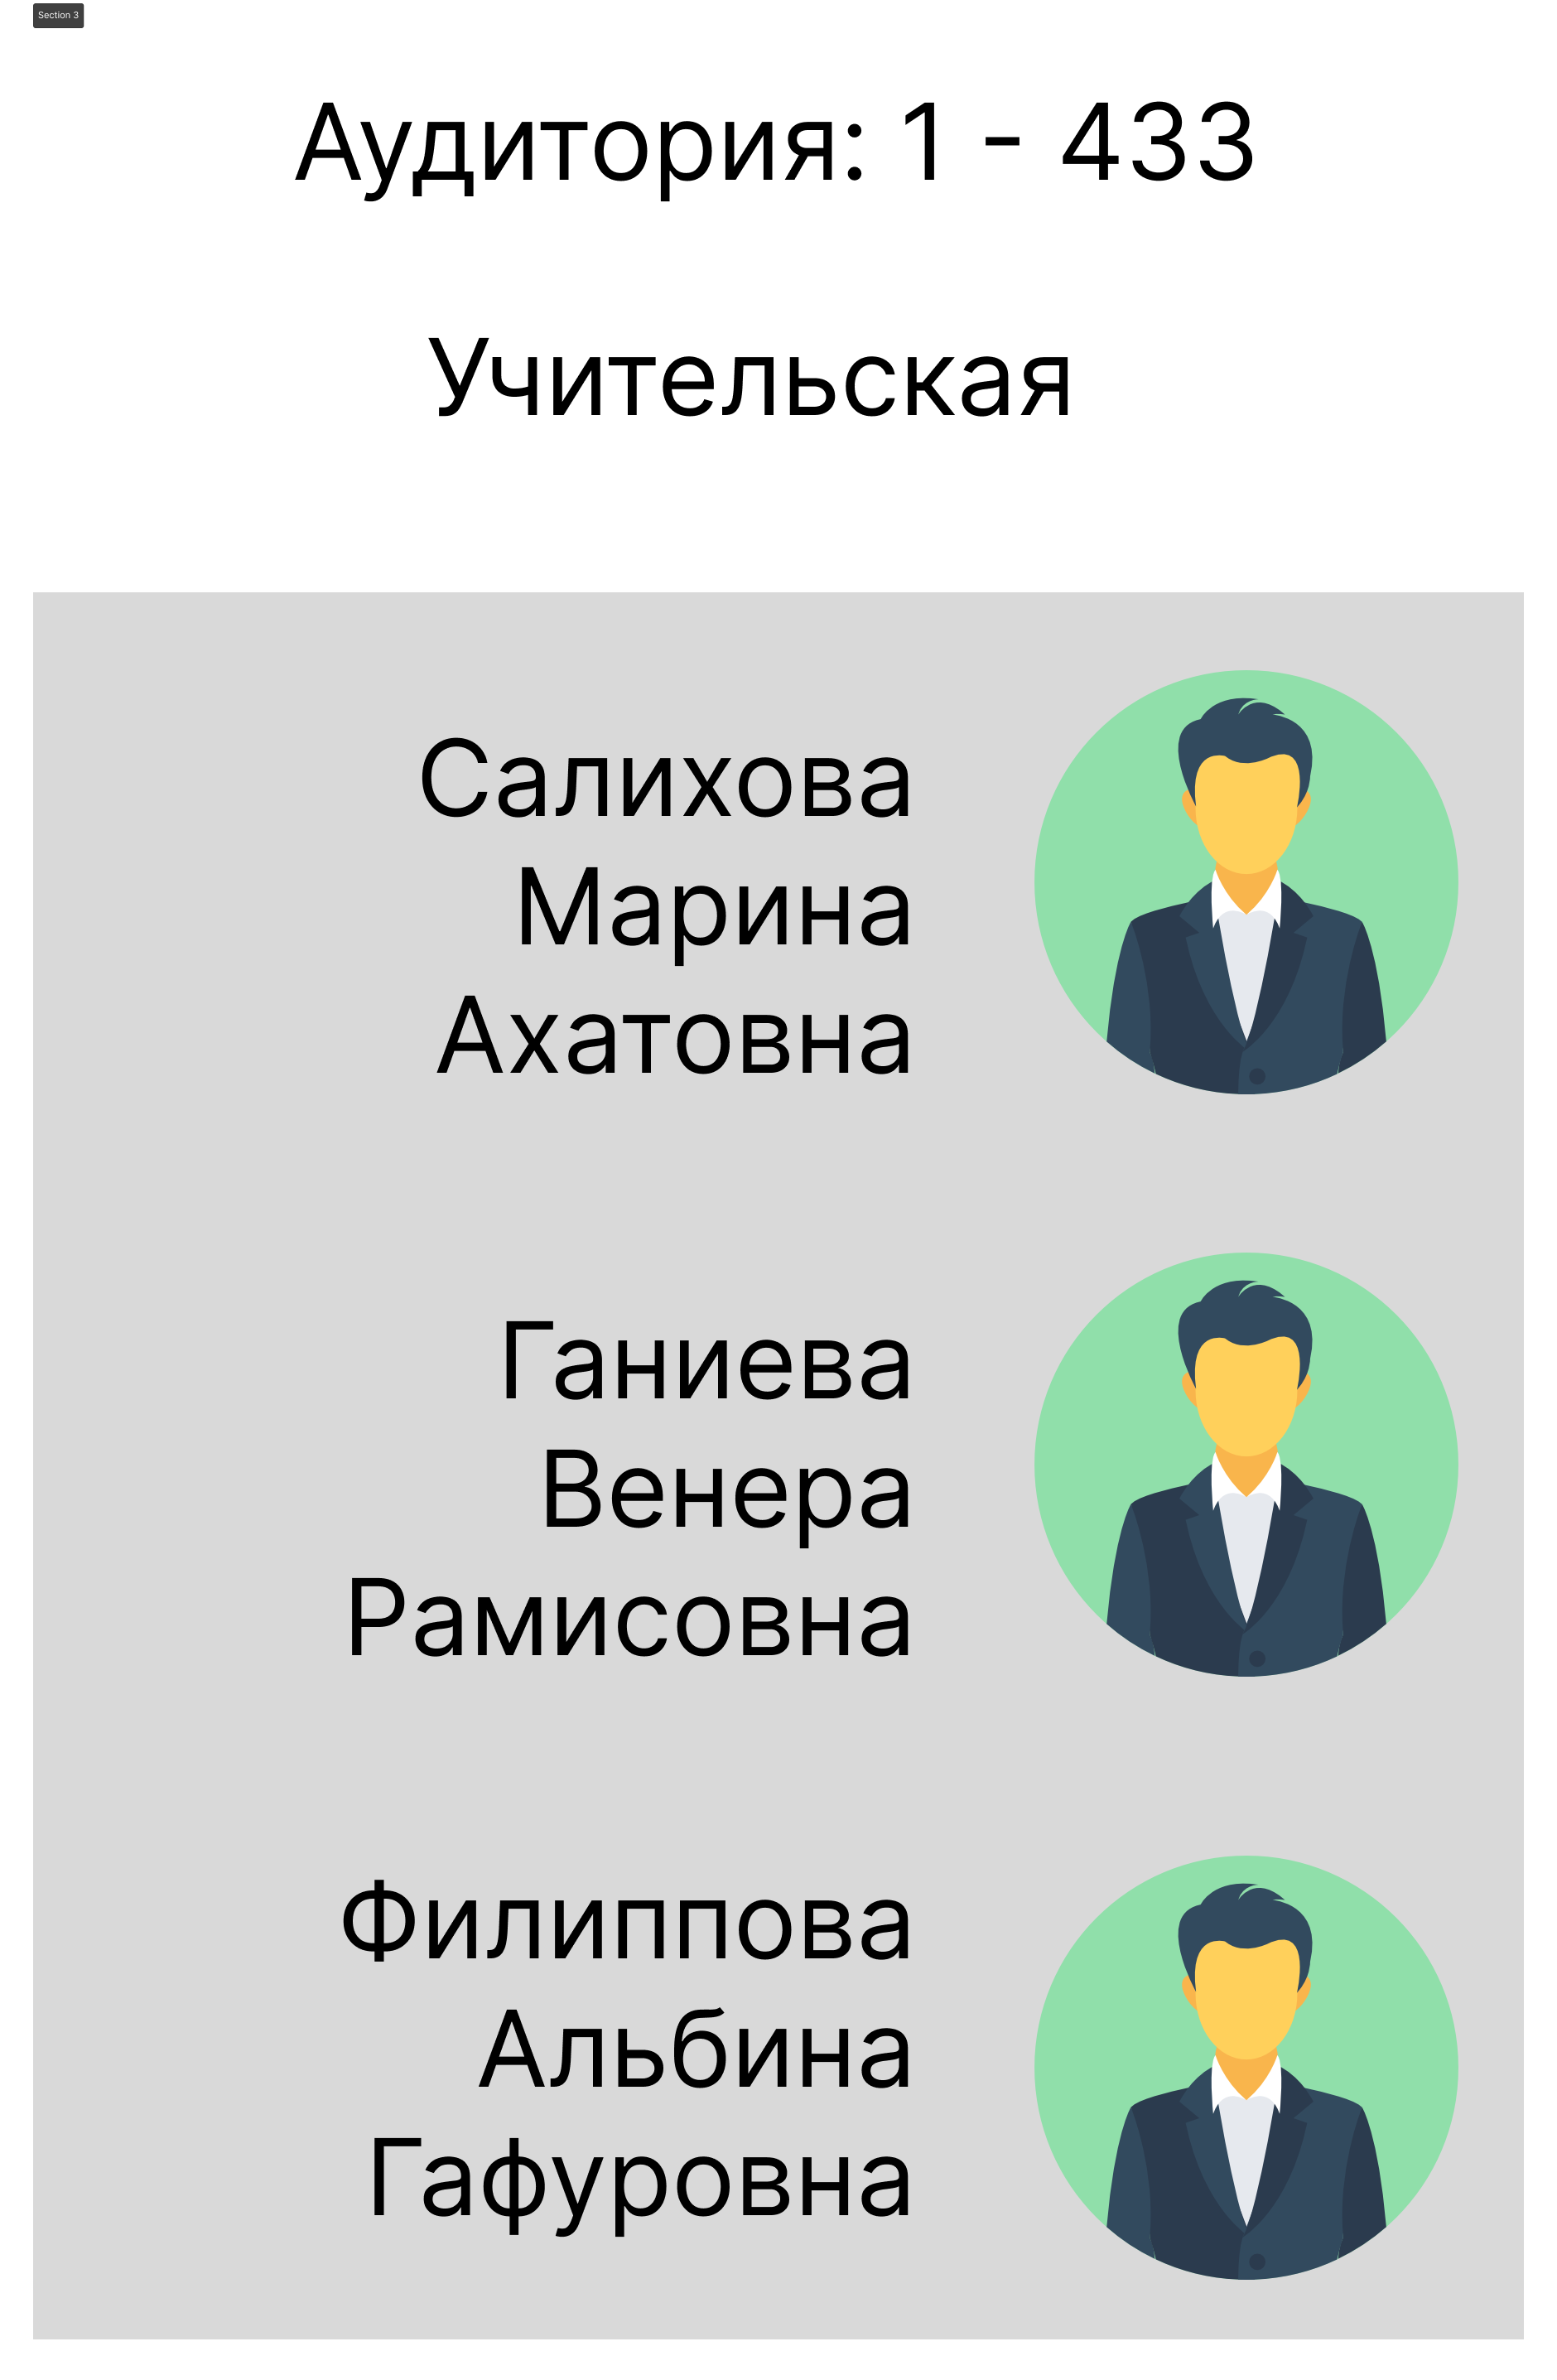 Section 3
Аудитория: 1 - 433
Учительская
Салихова
Марина
Ахатовна
Ганиева
Венера
Рамисовна
Филиппова
Альбина
Гафуровна